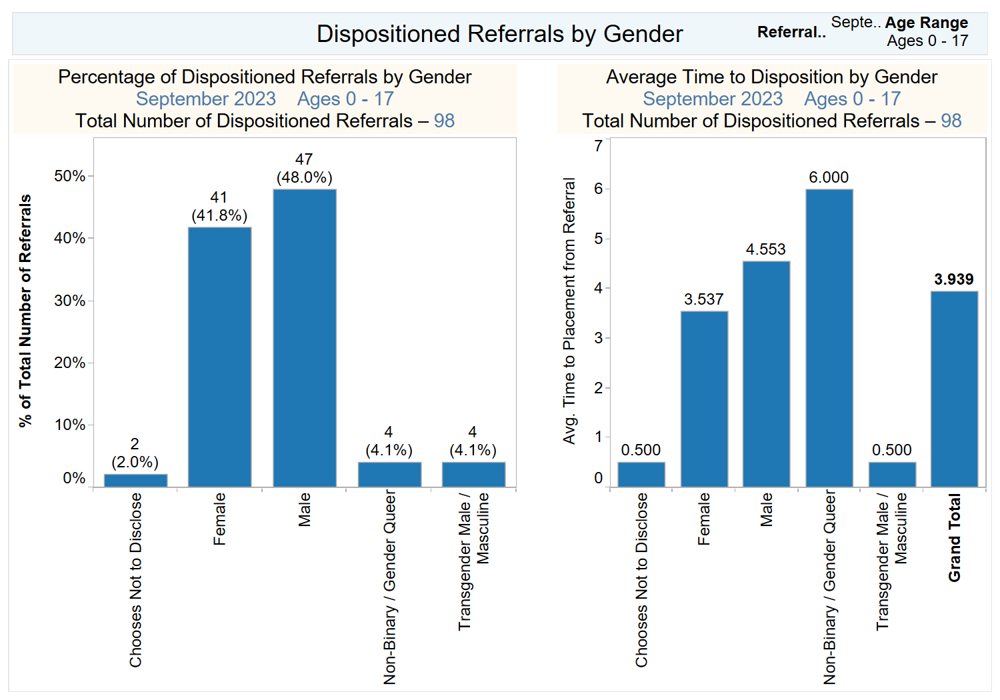 Dispositioned Referrals by Gender
Referral..
Septe..
Age Range
Ages 0 - 17
Percentage of Dispositioned Referrals by Gender
September 2023 Ages 0 - 17
Total Number of Dispositioned Referrals – 98
% of Total Number of Referrals
50%
40%
30%
20%
10%
0%
2
(2.0%)
41
(41.8%)
47
(48.0%)
4
(4.1%)
4
(4.1%)
Chooses Not to Disclose
Female
Male
Non-Binary / Gender Queer
Transgender Male /
Masculine
Average Time to Disposition by Gender
September 2023 Ages 0 - 17
Total Number of Dispositioned Referrals – 98
Avg. Time to Placement from Referral
7
6
5
4
3
2
1
0
0.500
3.537
4.553
6.000
0.500
3.939
Chooses Not to Disclose
Female
Male
Non-Binary / Gender Queer
Transgender Male /
Masculine
Grand Total